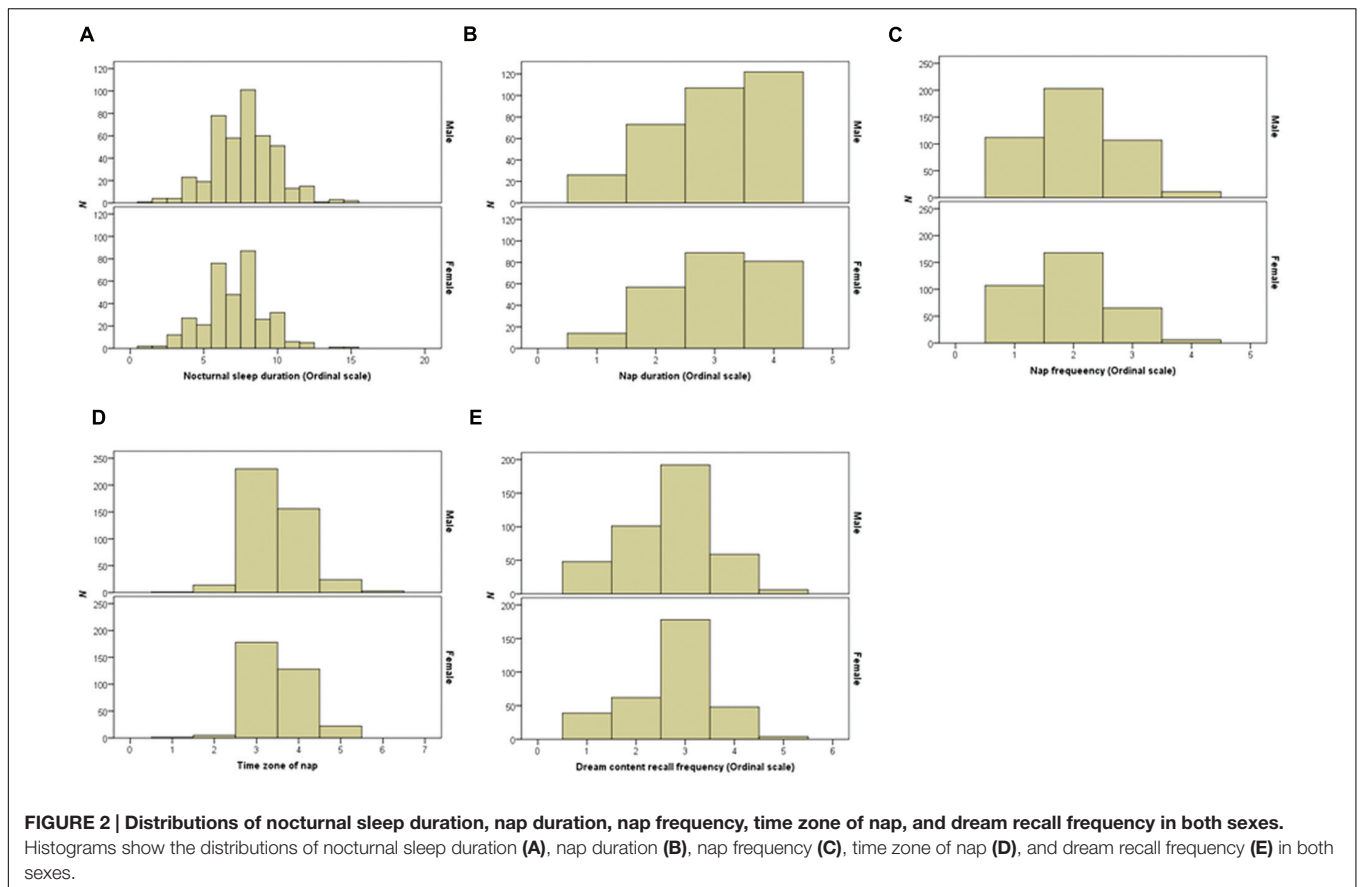 A
120
100
80
60
40
20
0
Male
N
120
100
80
60
40
20
0
Female
0 5 10 15 20
Nocturnal sleep duration (Ordinal scale)
B
120
100
80
60
40
20
0
Male
N
120
100
80
60
40
20
0
Female
0 1 2 3 4 5
Nap duration (Ordinal scale)
C
250
200
150
100
50
0
Male
N
250
200
150
100
50
0
Female
0 1 2 3 4 5
Nap frequeency (Ordinal scale)
D
250
200
150
100
50
0
Male
N
250
200
150
100
50
0
Female
0 1 2 3 4 5 6 7
Time zone of nap
E
200
150
100
50
0
Male
N
200
150
100
50
0
Female
0 1 2 3 4 5 6
Dream content recall frequency (Ordinal scale)
FIGURE 2 | Distributions of nocturnal sleep duration, nap duration, nap frequency, time zone of nap, and dream recall frequency in both sexes.
Histograms show the distributions of nocturnal sleep duration (A), nap duration (B), nap frequency (C), time zone of nap (D), and dream recall frequency (E) in both
sexes.